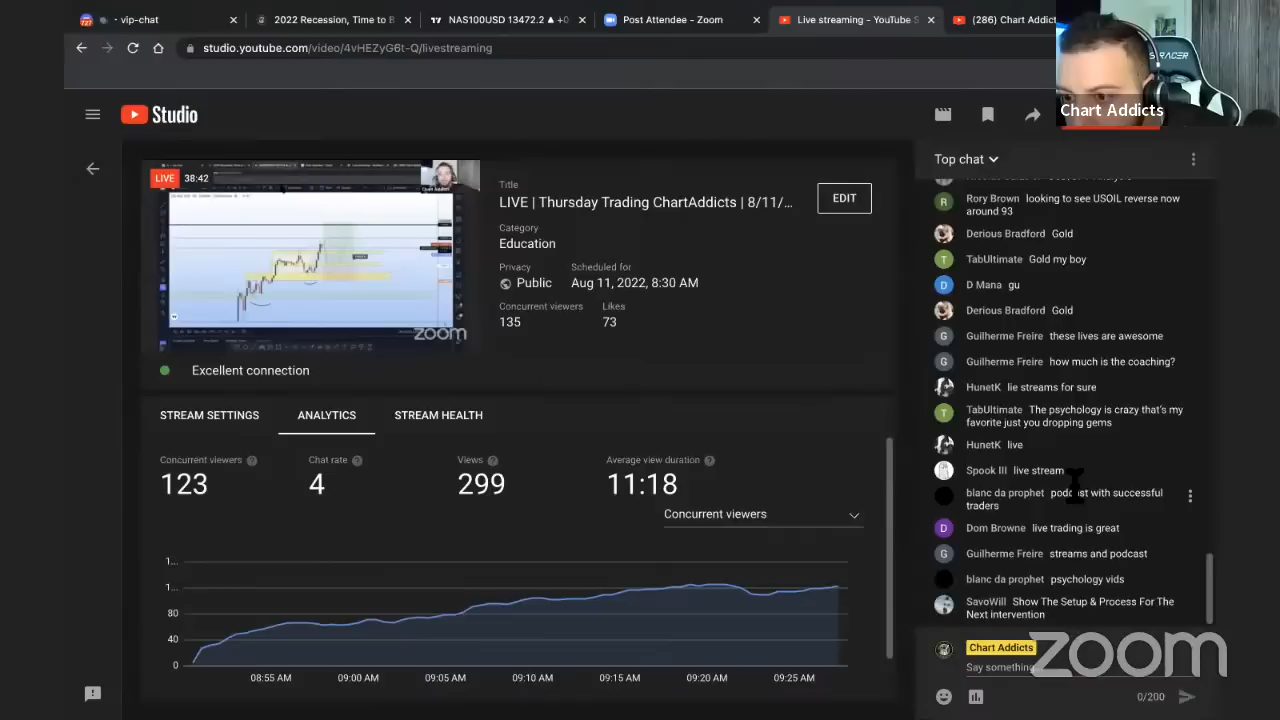 vip-chat
2022 Recession, Time to B
NAS100USD 13472.2 ▲ +0
Post Attendee - Zoom
Live streaming - YouTube S
(286) Chart Addict
studio.youtube.com/video/4vHEZyG6t-Q/livestreaming
S RACER
Chart Addicts
Studio
LIVE 38:42
zoom
Title
LIVE | Thursday Trading ChartAddicts | 8/11/...
EDIT
Category
Education
Privacy
Scheduled for
Public
Aug 11, 2022, 8:30 AM
Concurrent viewers
Likes
135
73
Excellent connection
STREAM SETTINGS
ANALYTICS
STREAM HEALTH
Concurrent viewers
Chat rate
Views
Average view duration
123
4
299
11:18
Concurrent viewers
1...
1...
80
40
0
08:55 AM
09:00 AM
09:05 AM
09:10 AM
09:15 AM
09:20 AM
09:25 AM
Top chat
Rory Brown looking to see USOIL reverse now
around 93
Derious Bradford Gold
TabUltimate Gold my boy
D Mana gu
Derious Bradford Gold
Guilherme Freire these lives are awesome
Guilherme Freire how much is the coaching?
HunetK lie streams for sure
TabUltimate The psychology is crazy that's my
favorite just you dropping gems
HunetK live
Spook III live stream
blanc da prophet podcast with successful
traders
Dom Browne live trading is great
Guilherme Freire streams and podcast
blanc da prophet psychology vids
SavoWill Show The Setup & Process For The
Next intervention
Chart Addicts
Say something
0/200
zoom